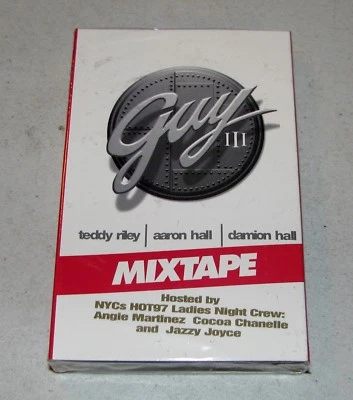 guy
III
teddy riley | aaron hall | damion hall
MIXTAPE
Hosted by
NYCs HOT97 Ladies Night Crew:
Angie Martinez Cocoa Chanelle
and Jazzy Joyce